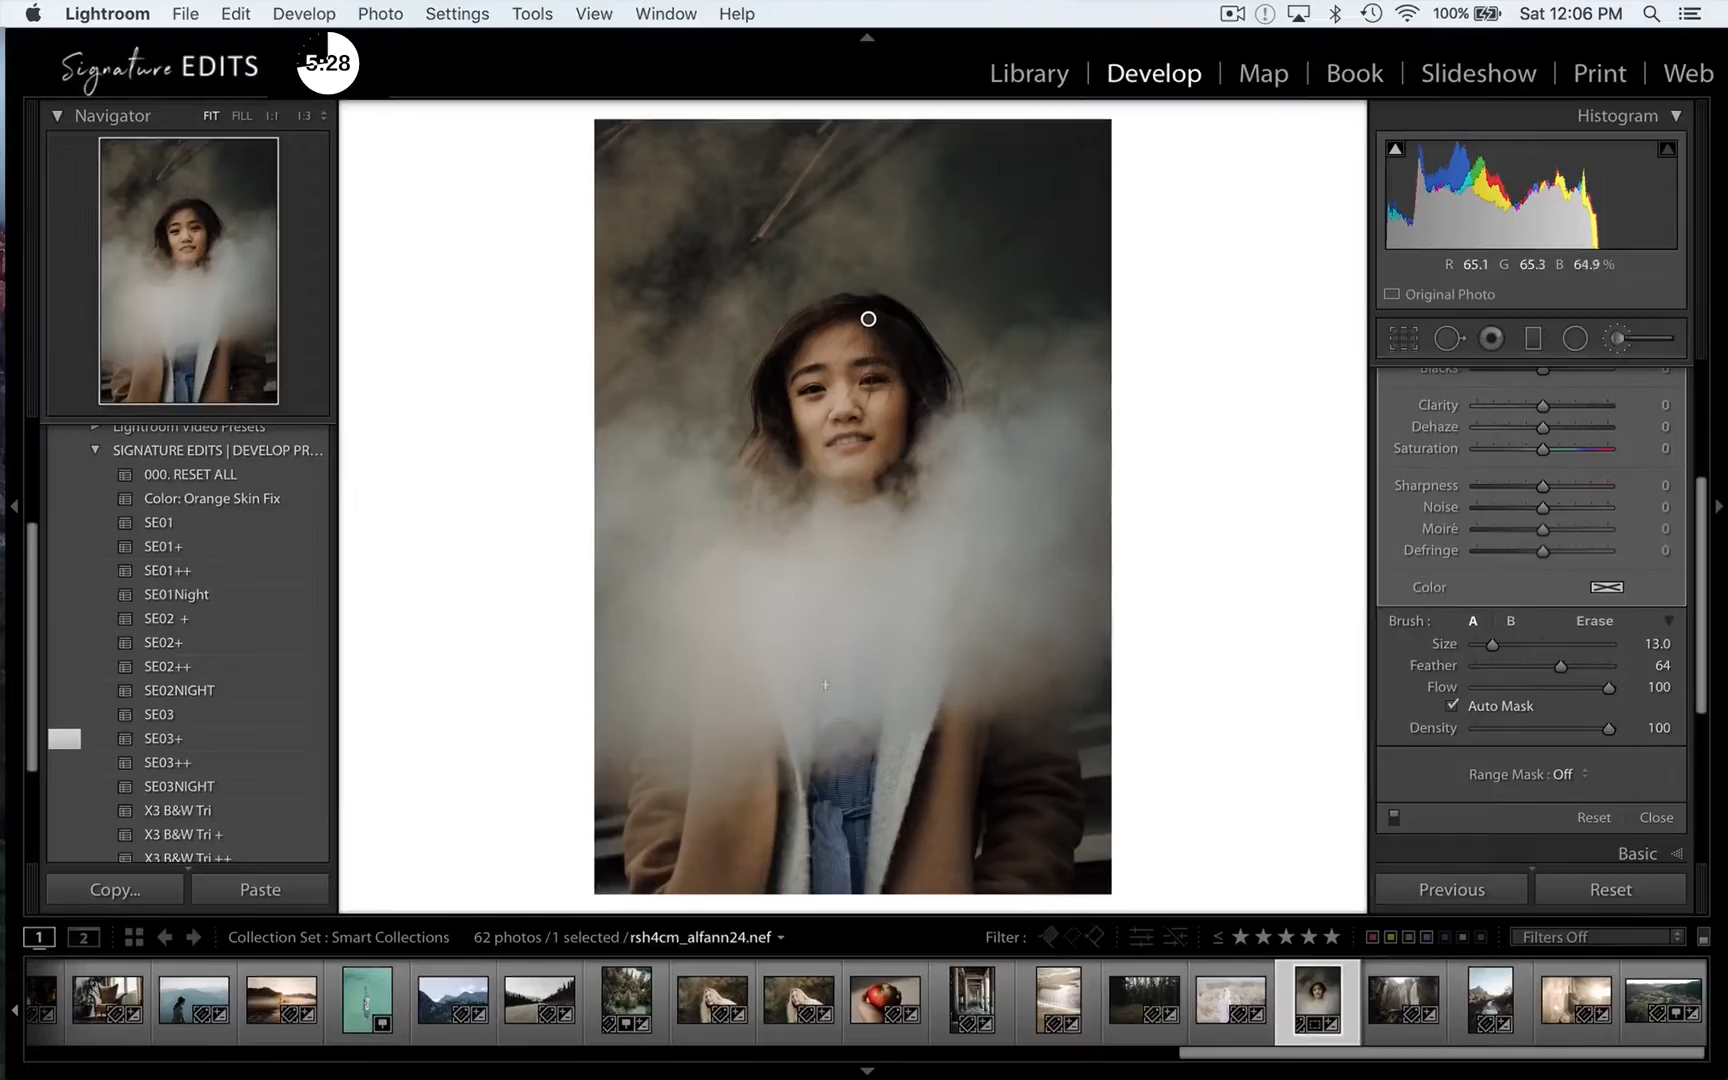 Lightroom File Edit Develop Photo Settings Tools View Window Help 100% Sat 12:06 PM
Signature EDITS 5:28 Library | Develop | Map | Book | Slideshow | Print | Web
Navigator FIT FILL 1:1 1:3
Lightroom Video Presets
SIGNATURE EDITS | DEVELOP PR...
000. RESET ALL
Color: Orange Skin Fix
SE01
SE01+
SE01++
SE01Night
SE02 +
SE02+
SE02++
SE02NIGHT
SE03
SE03+
SE03++
SE03NIGHT
X3 B&W Tri
X3 B&W Tri +
X3 B&W Tri ++
Copy... Paste
Histogram
R 65.1 G 65.3 B 64.9 %
Original Photo
Blacks 0
Clarity 0
Dehaze 0
Saturation 0
Sharpness 0
Noise 0
Moiré 0
Defringe 0
Color
Brush : A B Erase
Size 13.0
Feather 64
Flow 100
Auto Mask
Density 100
Range Mask : Off
Reset Close
Basic
Previous Reset
1 2 Collection Set : Smart Collections 62 photos /1 selected /rsh4cm_alfann24.nef Filter : ≤ ★★★★★ Filters Off